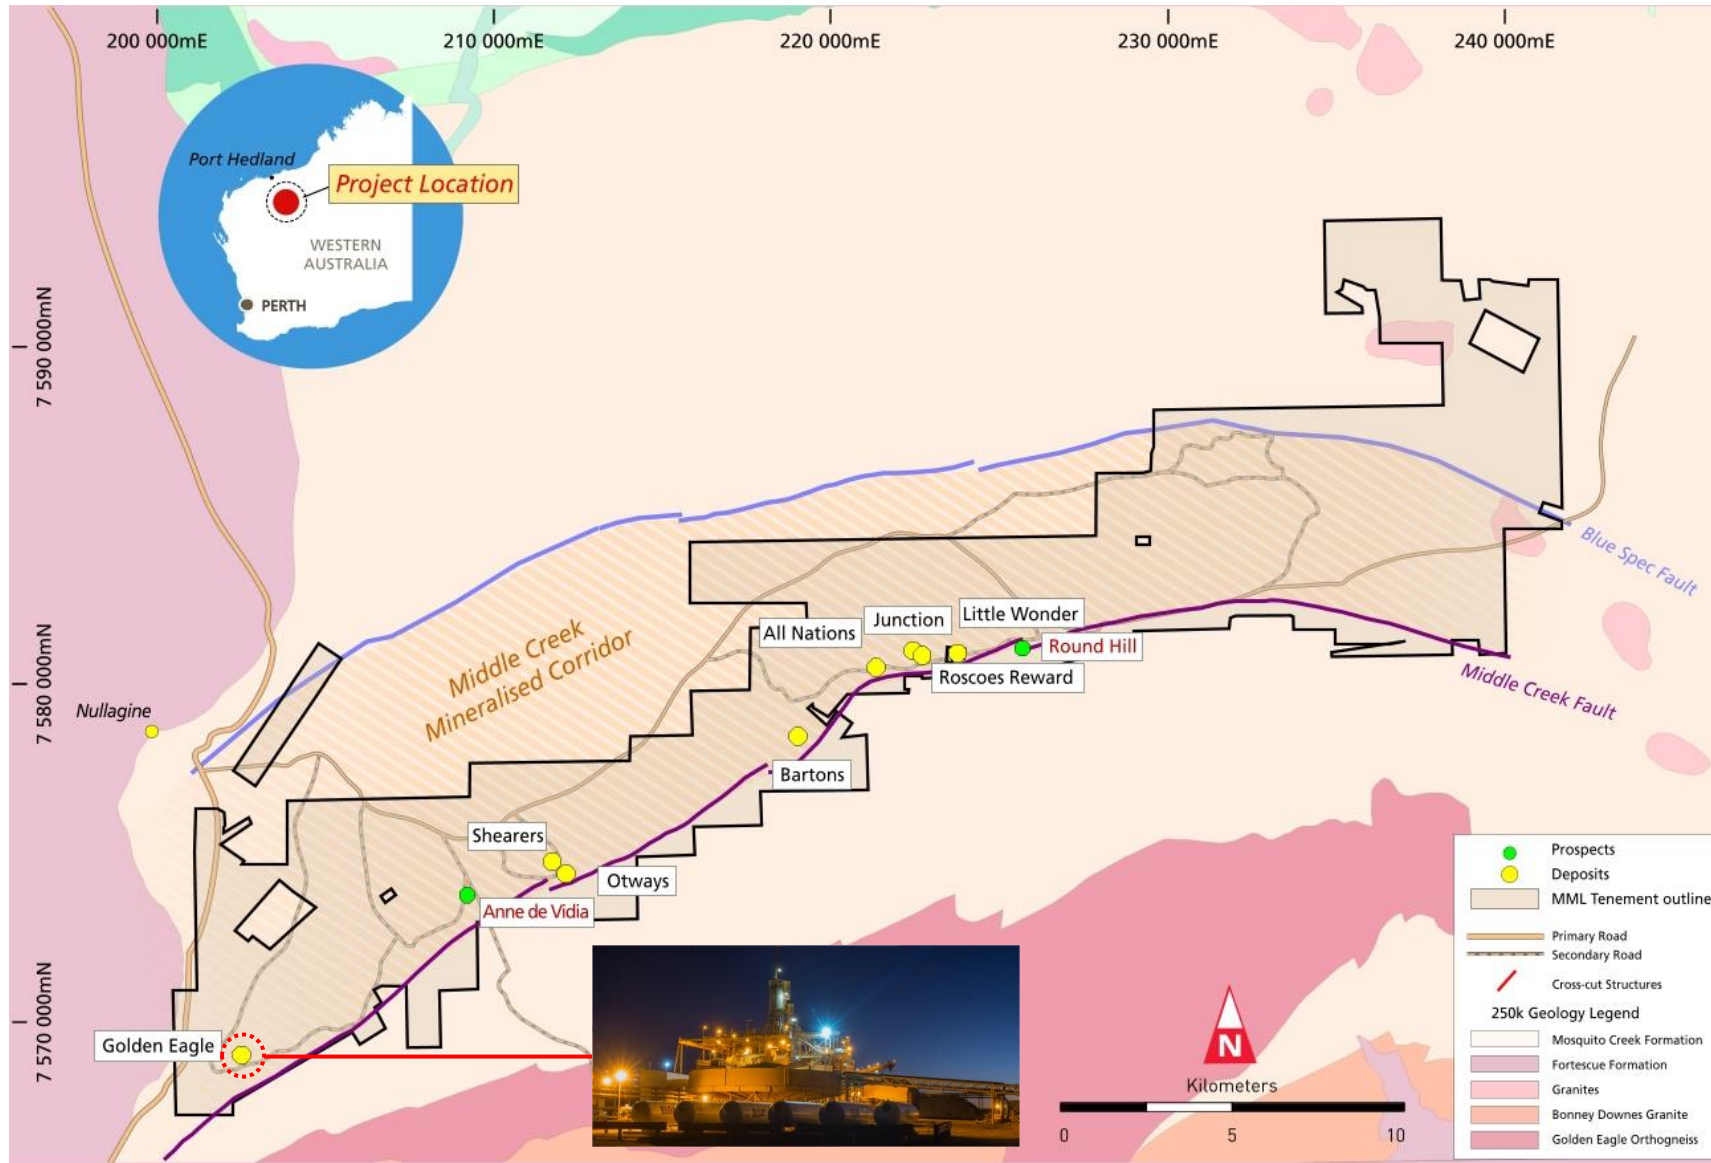 200 000mE
210 000mE
220 000mE
230 000mE
240 000mE
Port Hedland
Project Location
WESTERN
AUSTRALIA
PERTH
7 590 000mN
7 580 000mN
7 570 000mN
Blue Spec Fault
Middle Creek Fault
Middle Creek
Mineralised Corridor
Nullagine
Little Wonder
Junction
All Nations
Round Hill
Roscoes Reward
Bartons
Shearers
Otways
Anne de Vidia
Golden Eagle
N
Kilometers
0
5
10
Prospects
Deposits
MML Tenement outline
Primary Road
Secondary Road
Cross-cut Structures
250k Geology Legend
Mosquito Creek Formation
Fortescue Formation
Granites
Bonney Downes Granite
Golden Eagle Orthogneiss